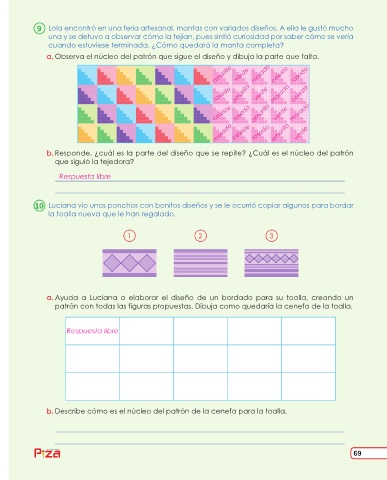 9 Lola encontró en una feria artesanal, mantas con variados diseños. A ella le gustó mucho
una y se detuvo a observar cómo la tejían, pues sintió curiosidad por saber cómo se vería
cuando estuviese terminada. ¿Cómo quedará la manta completa?
a. Observa el núcleo del patrón que sigue el diseño y dibuja la parte que falta.
b. Responde, ¿cuál es la parte del diseño que se repite? ¿Cuál es el núcleo del patrón
que siguió la tejedora?
Respuesta libre
10 Luciana vio unos ponchos con bonitos diseños y se le ocurrió copiar algunos para bordar
la toalla nueva que le han regalado.
1 2 3
a. Ayuda a Luciana a elaborar el diseño de un bordado para su toalla, creando un
patrón con todas las figuras propuestas. Dibuja como quedaría la cenefa de la toalla.
Respuesta libre
b. Describe cómo es el núcleo del patrón de la cenefa para la toalla.
69